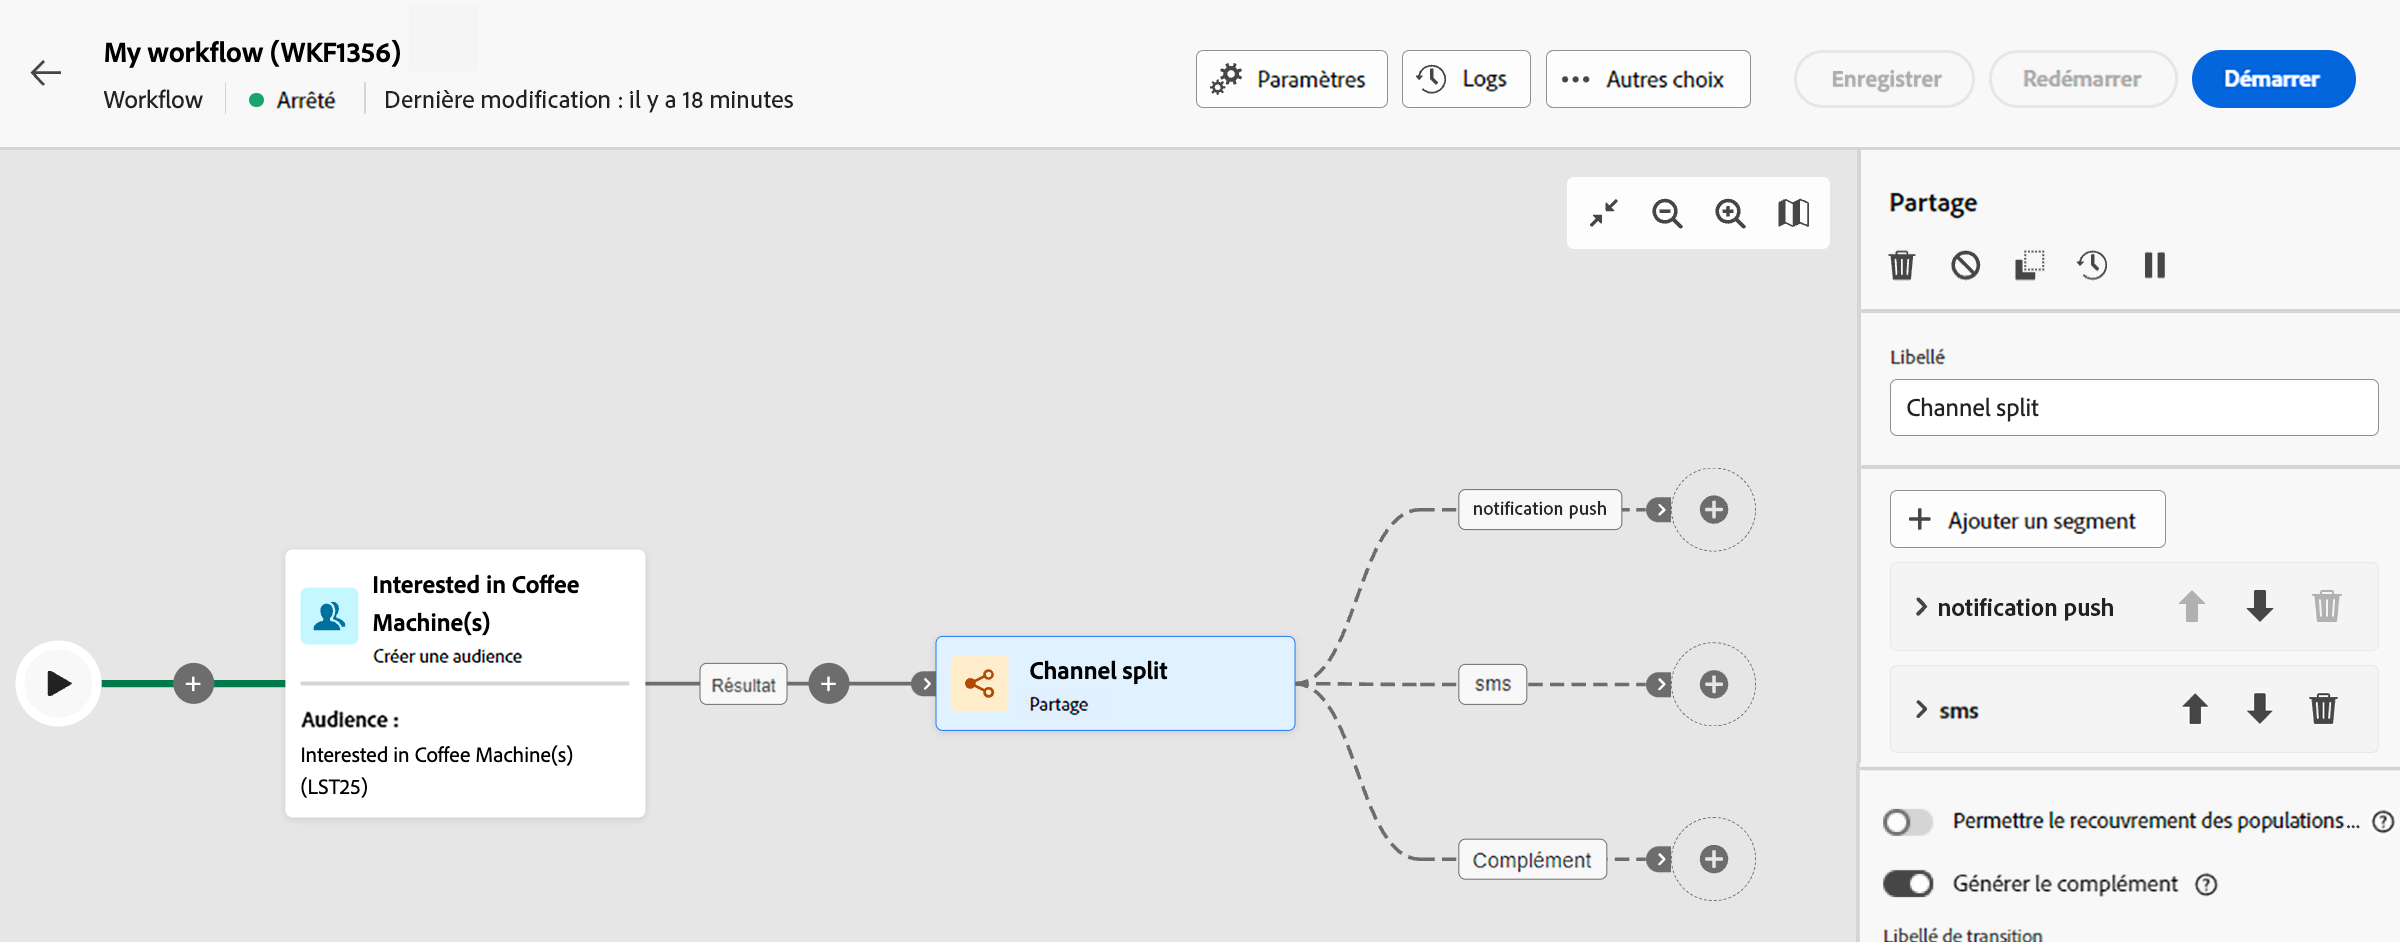 My workflow (WKF1356)
Workflow
Arrêté
Dernière modification : il y a 18 minutes
Paramètres
Logs
Autres choix
Enregistrer
Redémarrer
Démarrer
Interested in Coffee
Machine(s)
Créer une audience
Audience :
Interested in Coffee Machine(s)
(LST25)
Résultat
Channel split
Partage
notification push
sms
Complément
Partage
Libellé
Channel split
Ajouter un segment
notification push
sms
Permettre le recouvrement des populations...
Générer le complément
Libellé de transition